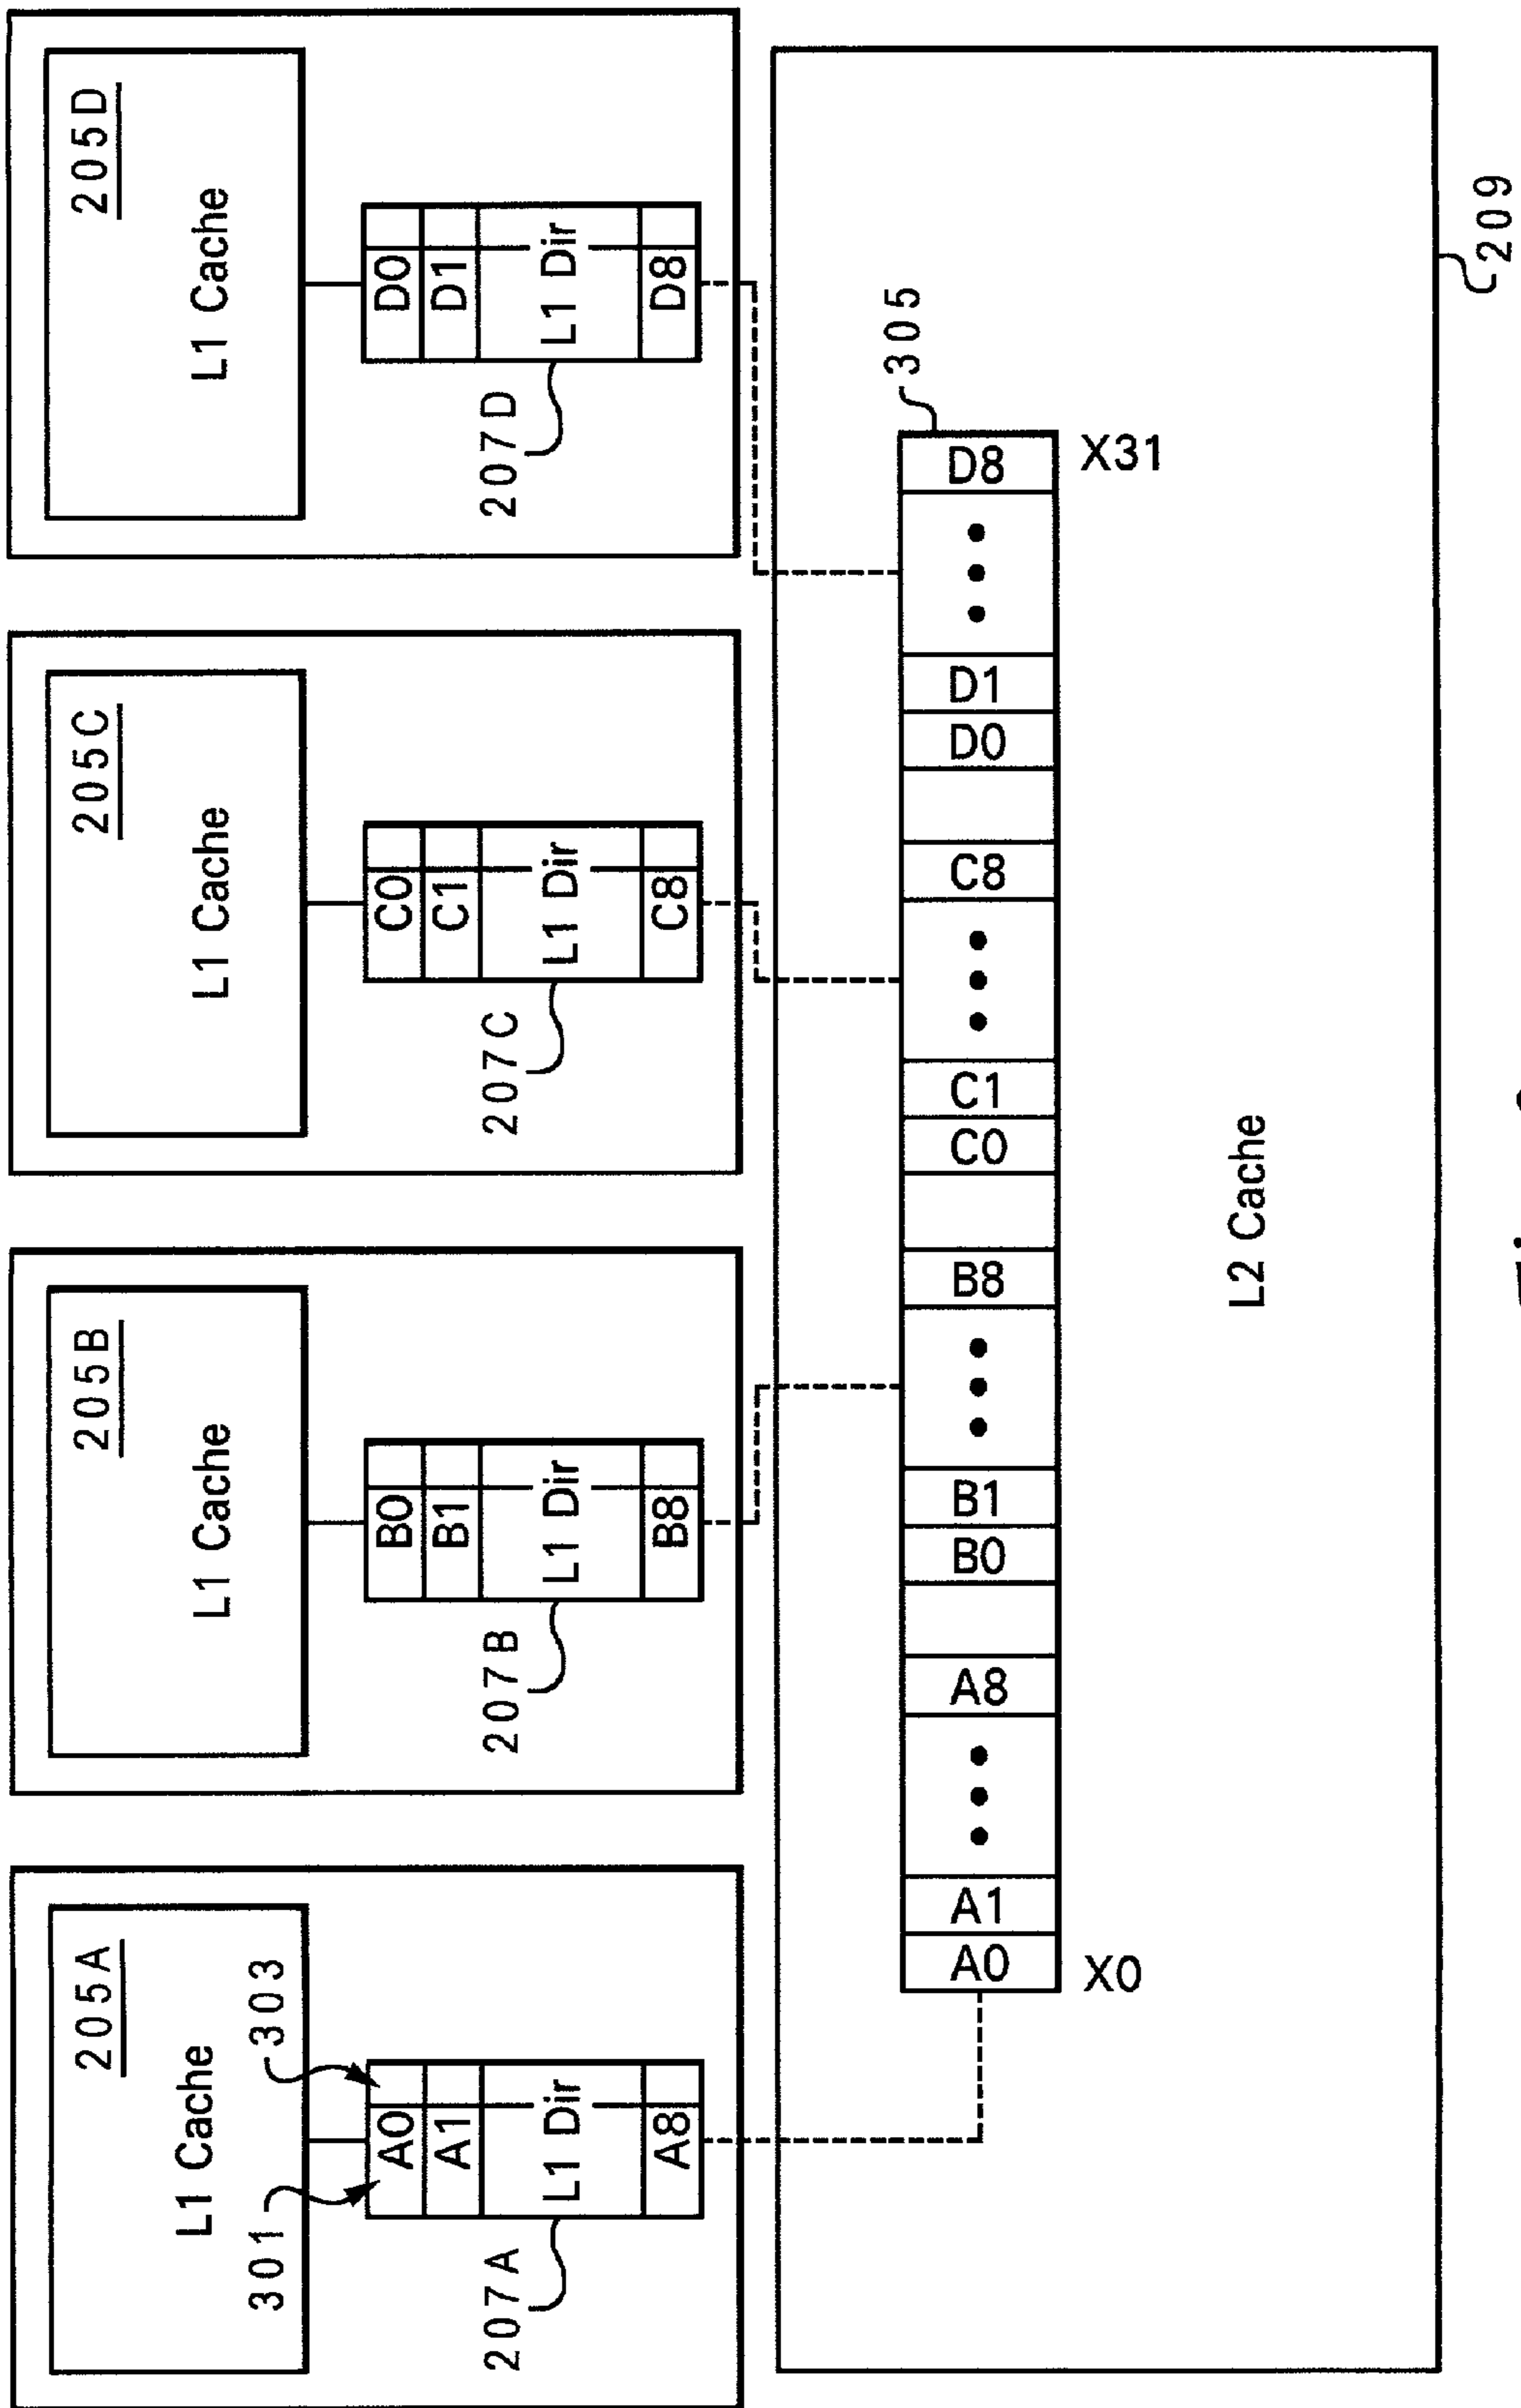 205A
L1 Cache
301
303
A0
A1
L1 Dir
A8
207A
205B
L1 Cache
B0
B1
L1 Dir
B8
207B
205C
L1 Cache
C0
C1
L1 Dir
C8
207C
205D
L1 Cache
D0
D1
L1 Dir
D8
207D
305
A0 A1 • • • A8 B0 B1 • • • B8 C0 C1 • • • C8 D0 D1 • • • D8
X0 X31
L2 Cache
209